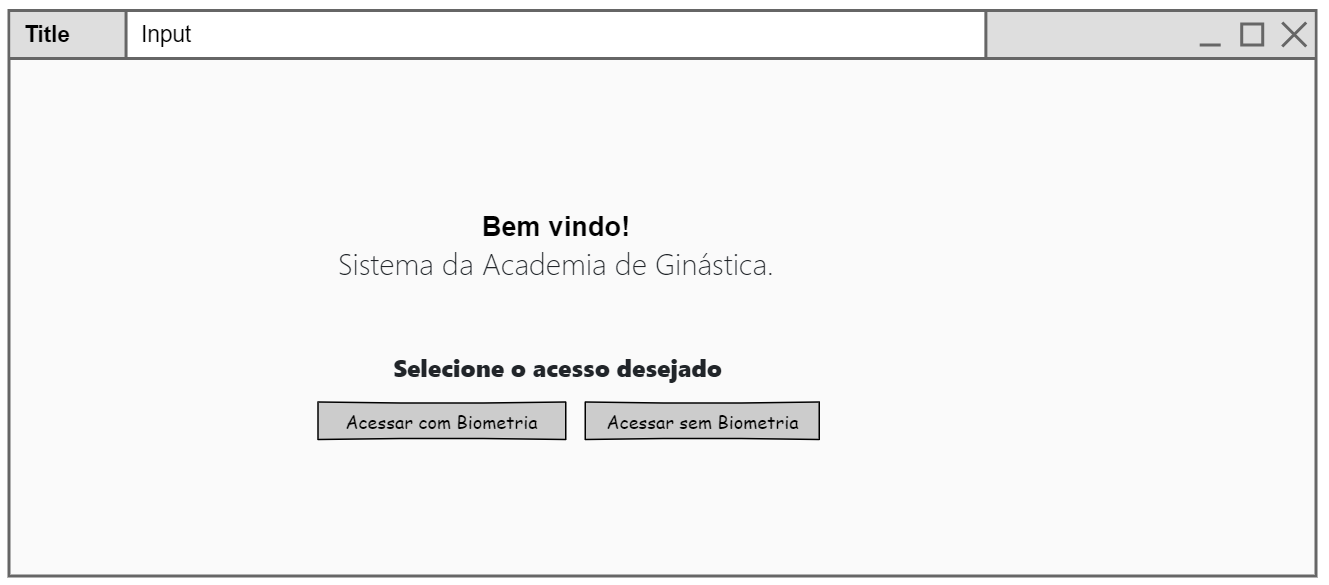 Title Input
Bem vindo!
Sistema da Academia de Ginástica.
Selecione o acesso desejado
Acessar com Biometria Acessar sem Biometria